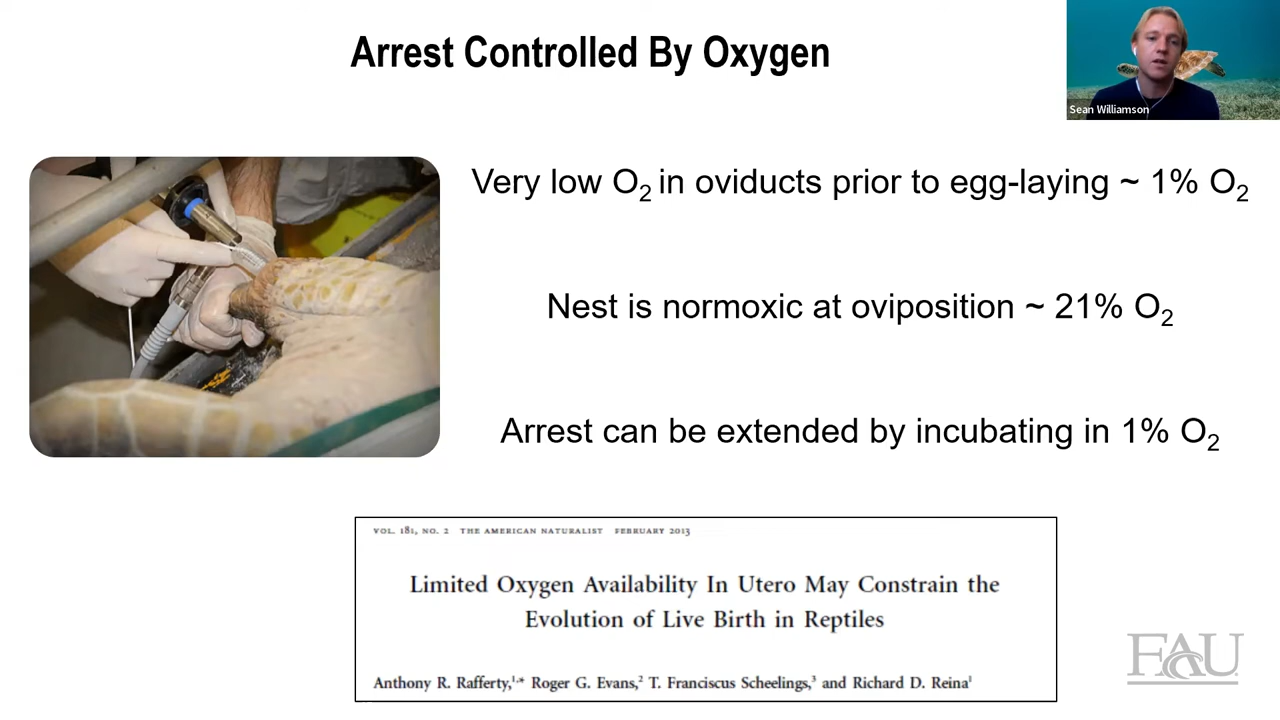 Arrest Controlled By Oxygen
Sean Williamson
Very low O₂ in oviducts prior to egg-laying ~ 1% O₂
Nest is normoxic at oviposition ~ 21% O₂
Arrest can be extended by incubating in 1% O₂
VOL. 181, NO. 2 THE AMERICAN NATURALIST FEBRUARY 2013
Limited Oxygen Availability In Utero May Constrain the
Evolution of Live Birth in Reptiles
Anthony R. Rafferty,¹,* Roger G. Evans,² T. Franciscus Scheelings,³ and Richard D. Reina¹
FAU